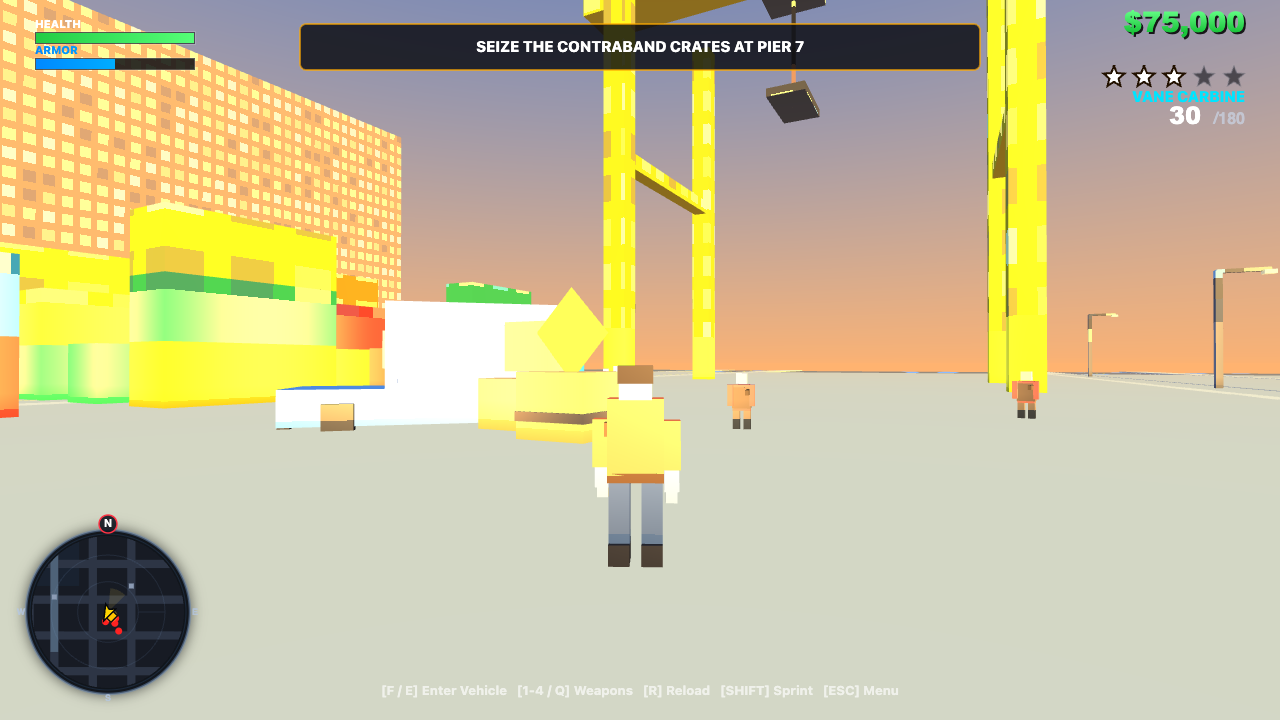 HEALTH
ARMOR
SEIZE THE CONTRABAND CRATES AT PIER 7
$75,000
VANE CARBINE
30 /180
N
[F / E] Enter Vehicle [1-4 / Q] Weapons [R] Reload [SHIFT] Sprint [ESC] Menu